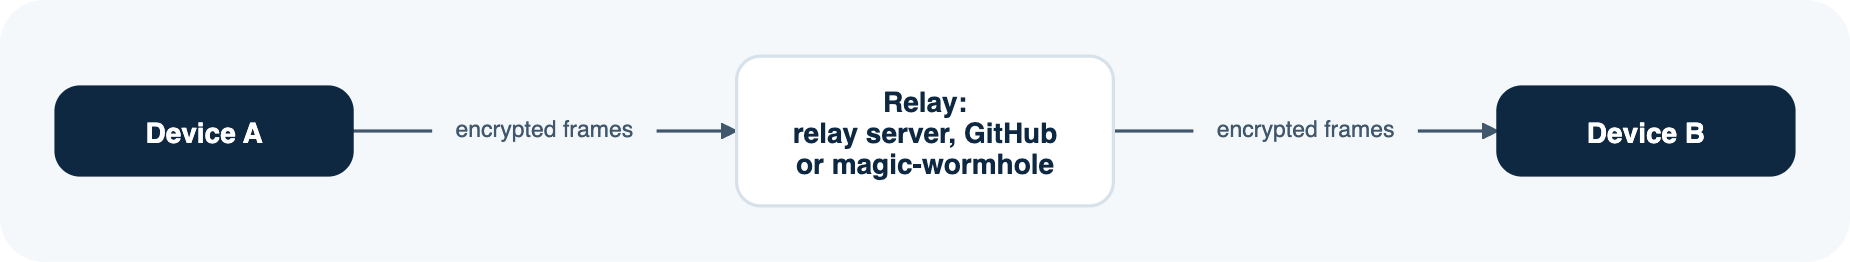 Device A
encrypted frames
Relay:
relay server, GitHub
or magic-wormhole
encrypted frames
Device B